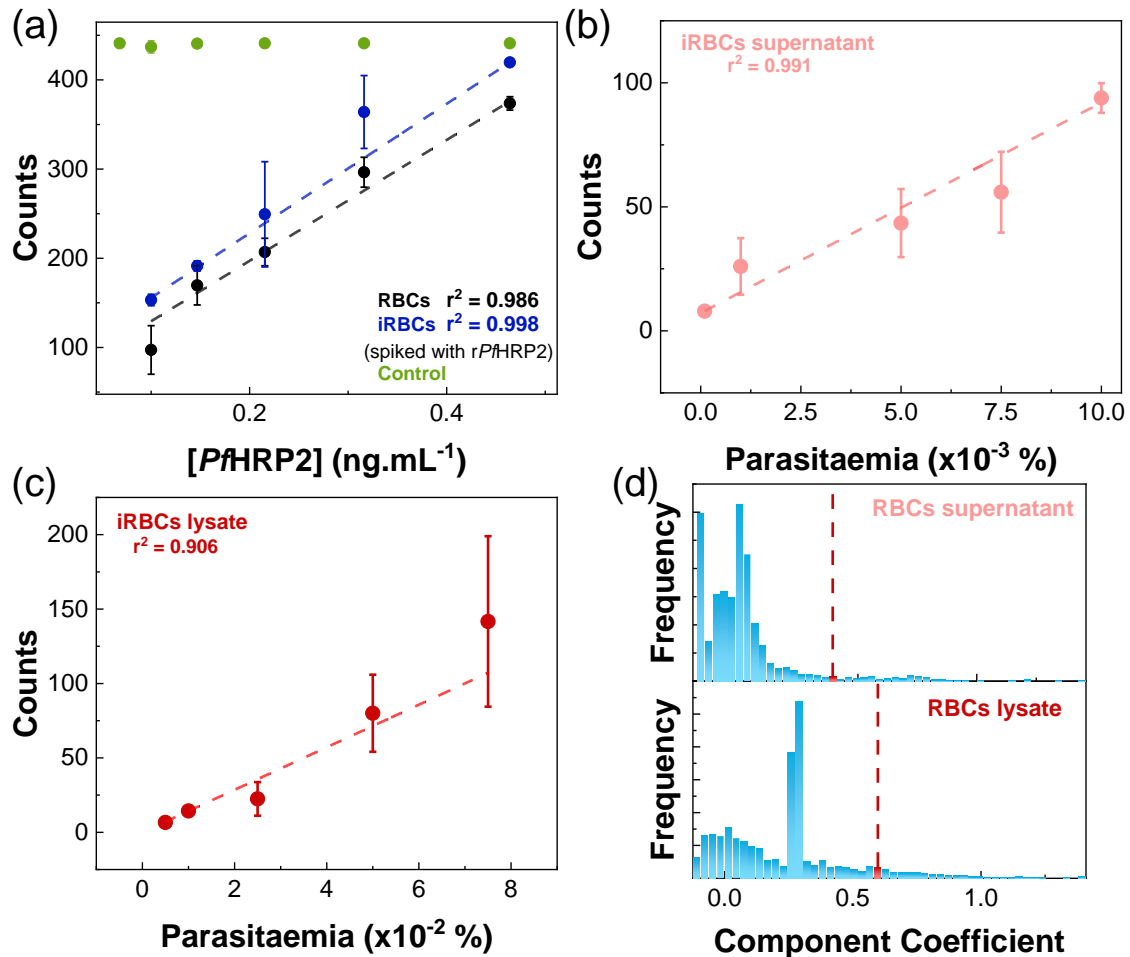 (a)
Counts
400
300
200
100
RBCs r² = 0.986
iRBCs r² = 0.998
(spiked with rPfHRP2)
Control
0.2 0.4
[PfHRP2] (ng.mL⁻¹)
(b)
iRBCs supernatant
r² = 0.991
Counts
100
50
0
0.0 2.5 5.0 7.5 10.0
Parasitaemia (x10⁻³ %)
(c)
iRBCs lysate
r² = 0.906
Counts
200
150
100
50
0
0 2 4 6 8
Parasitaemia (x10⁻² %)
(d)
RBCs supernatant
Frequency
RBCs lysate
Frequency
0.0 0.5 1.0
Component Coefficient